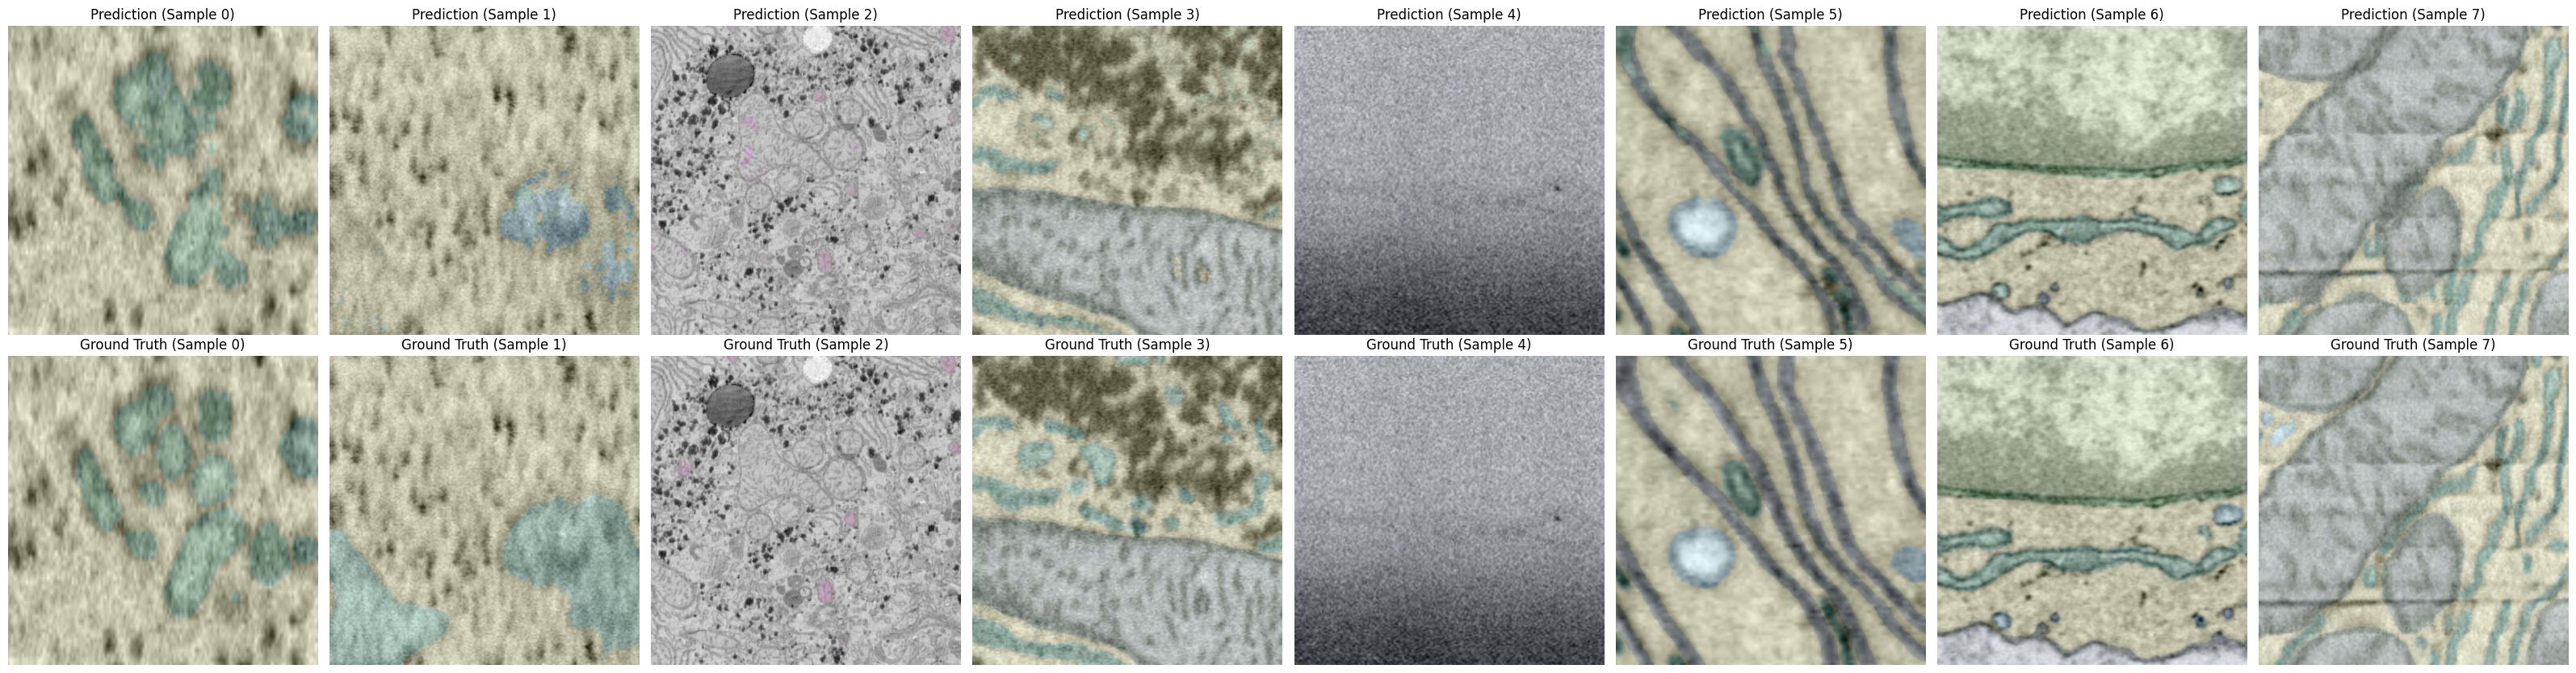 Prediction (Sample 0)
Prediction (Sample 1)
Prediction (Sample 2)
Prediction (Sample 3)
Prediction (Sample 4)
Prediction (Sample 5)
Prediction (Sample 6)
Prediction (Sample 7)
Ground Truth (Sample 0)
Ground Truth (Sample 1)
Ground Truth (Sample 2)
Ground Truth (Sample 3)
Ground Truth (Sample 4)
Ground Truth (Sample 5)
Ground Truth (Sample 6)
Ground Truth (Sample 7)